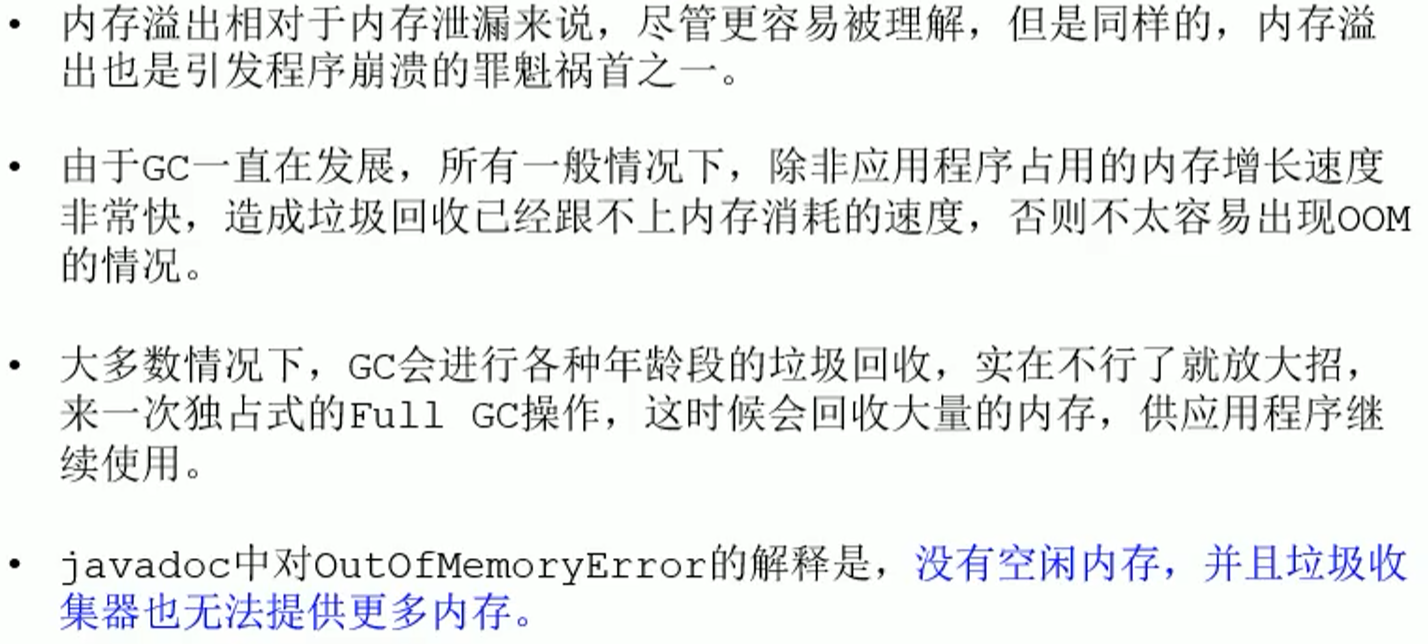 • 内存溢出相对于内存泄漏来说，尽管更容易被理解，但是同样的，内存溢
出也是引发程序崩溃的罪魁祸首之一。
• 由于GC一直在发展，所有一般情况下，除非应用程序占用的内存增长速度
非常快，造成垃圾回收已经跟不上内存消耗的速度，否则不太容易出现OOM
的情况。
• 大多数情况下，GC会进行各种年龄段的垃圾回收，实在不行了就放大招，
来一次独占式的Full GC操作，这时候会回收大量的内存，供应用程序继
续使用。
• javadoc中对OutOfMemoryError的解释是，没有空闲内存，并且垃圾收
集器也无法提供更多内存。